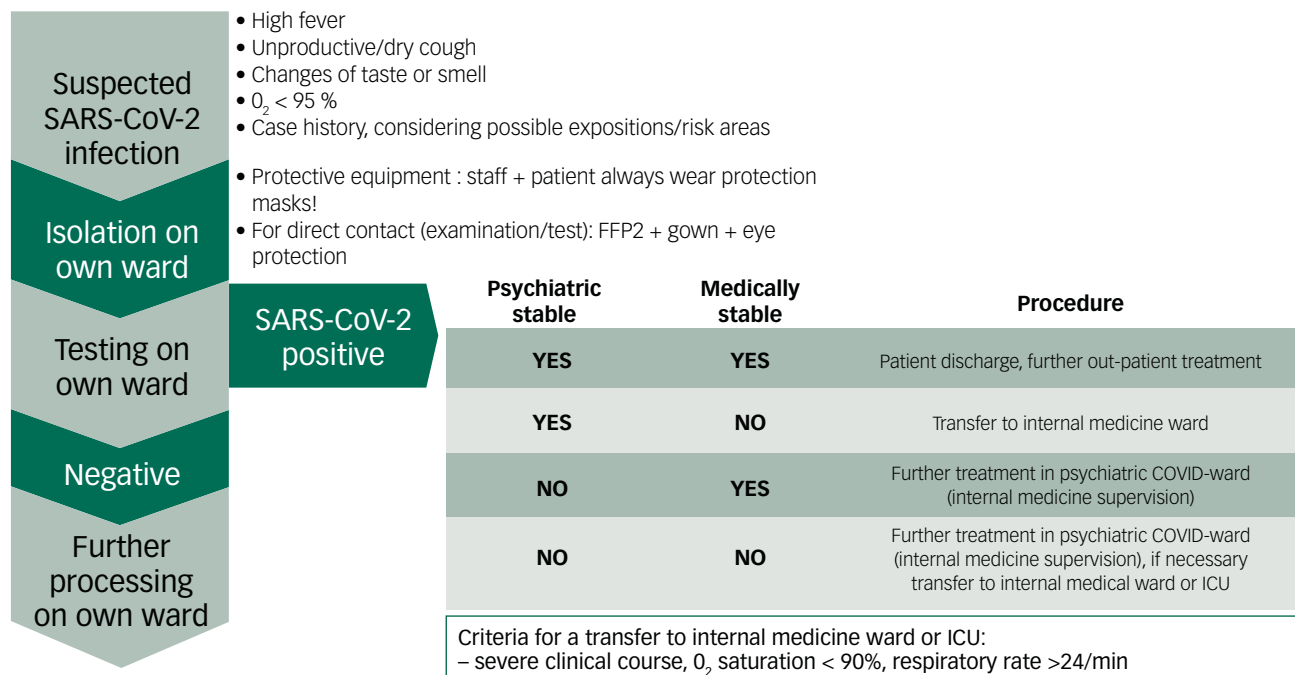 Suspected
SARS-CoV-2
infection
• High fever
• Unproductive/dry cough
• Changes of taste or smell
• 0₂ < 95 %
• Case history, considering possible expositions/risk areas
Isolation on
own ward
• Protective equipment : staff + patient always wear protection
masks!
• For direct contact (examination/test): FFP2 + gown + eye
protection
Testing on
own ward
SARS-CoV-2
positive
Psychiatric
stable
Medically
stable
Procedure
YES
YES
Patient discharge, further out-patient treatment
YES
NO
Transfer to internal medicine ward
NO
YES
Further treatment in psychiatric COVID-ward
(internal medicine supervision)
NO
NO
Further treatment in psychiatric COVID-ward
(internal medicine supervision), if necessary
transfer to internal medical ward or ICU
Criteria for a transfer to internal medicine ward or ICU:
– severe clinical course, 0₂ saturation < 90%, respiratory rate >24/min
Negative
Further
processing
on own ward